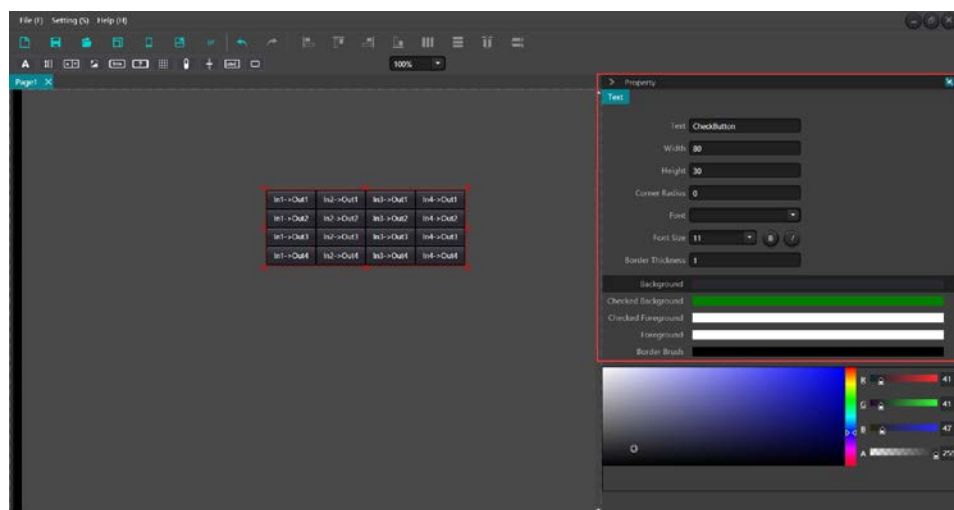 File (F) Setting (S) Help (H)
100%
Page1
Property
Text
Text CheckButton
Width 80
Height 30
Corner Radius 0
Font
Font Size 11 B I
Border Thickness 1
Background
Checked Background
Checked Foreground
Foreground
Border Brush
In1->Out1 In2->Out1 In3->Out1 In4->Out1
In1->Out2 In2->Out2 In3->Out2 In4->Out2
In1->Out3 In2->Out3 In3->Out3 In4->Out3
In1->Out4 In2->Out4 In3->Out4 In4->Out4
R 41
G 41
B 47
A 255